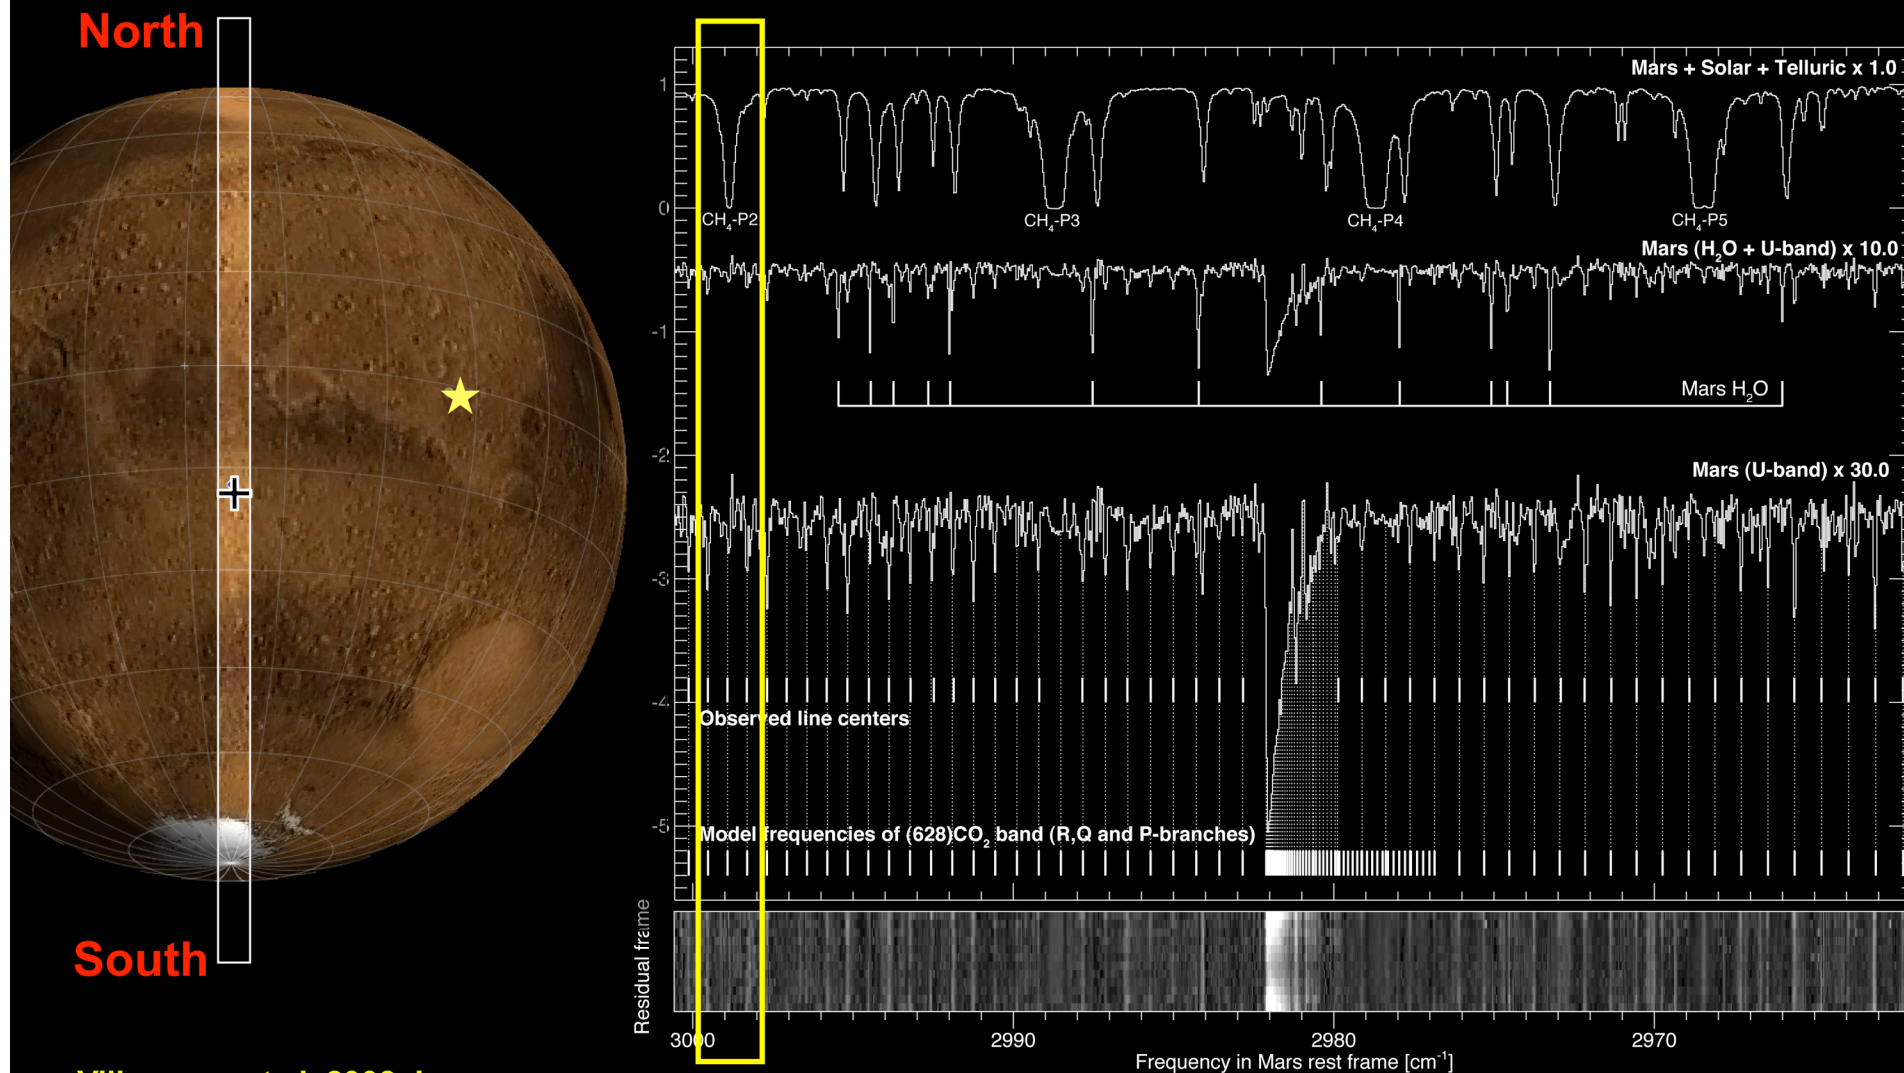 North
South
Mars + Solar + Telluric x 1.0
1
0
CH4-P2
CH4-P3
CH4-P4
CH4-P5
Mars (H2O + U-band) x 10.0
-1
Mars H2O
-2
Mars (U-band) x 30.0
-3
-4
Observed line centers
-5
Model frequencies of (628)CO2 band (R,Q and P-branches)
Residual frame
3000
2990
2980
2970
Frequency in Mars rest frame [cm-1]